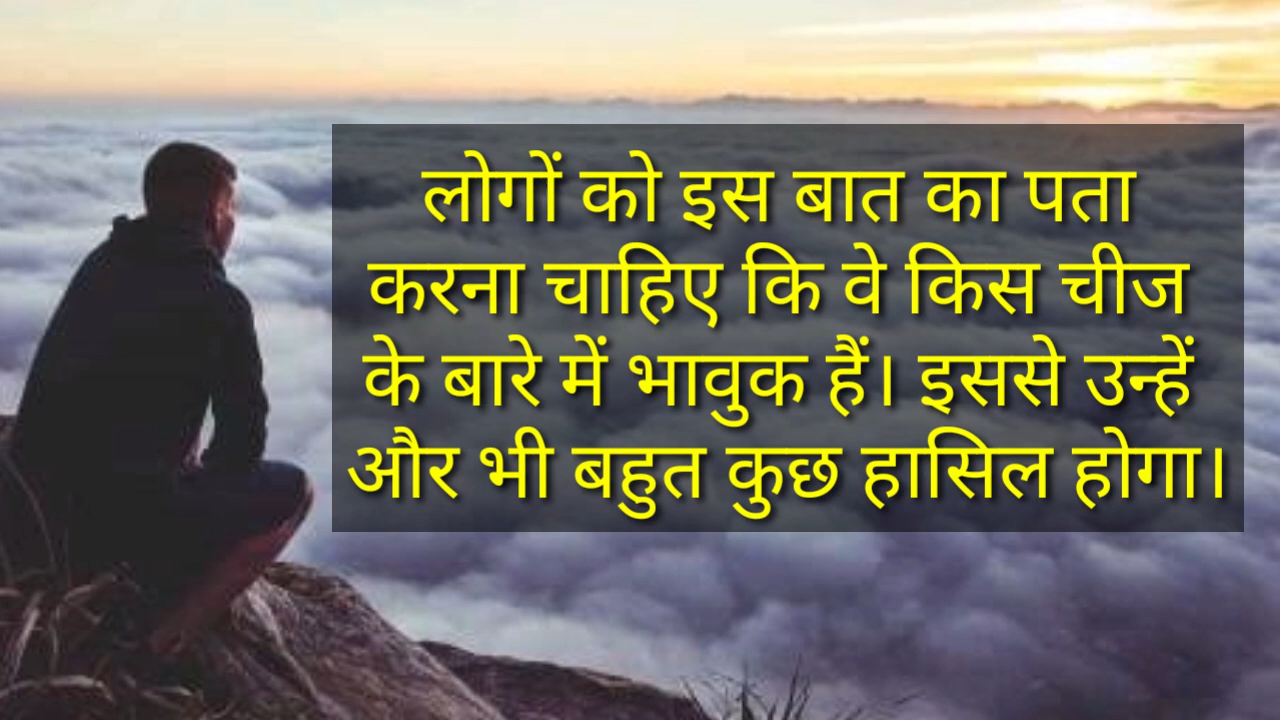 लोगों को इस बात का पता
करना चाहिए कि वे किस चीज
के बारे में भावुक हैं। इससे उन्हें
और भी बहुत कुछ हासिल होगा।